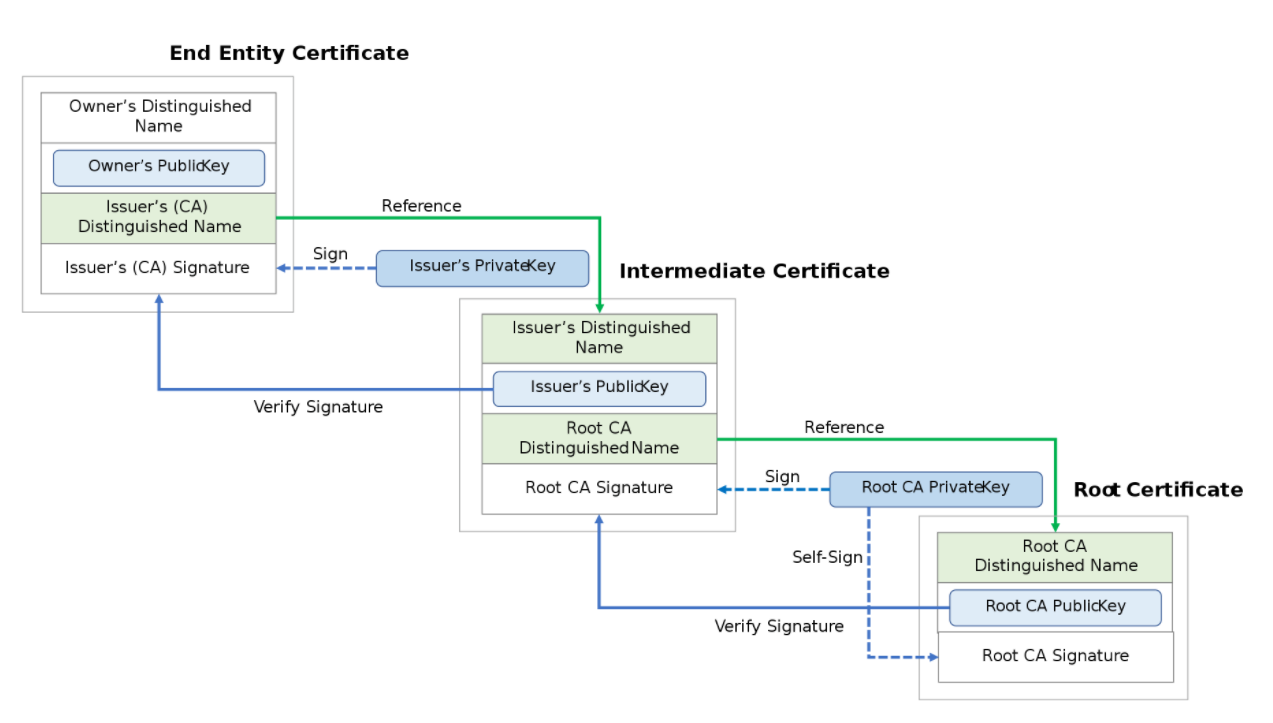 End Entity Certificate
Owner's Distinguished
Name
Owner's PublicKey
Issuer's (CA)
Distinguished Name
Issuer's (CA) Signature
Reference
Sign
Issuer's PrivateKey
Verify Signature
Intermediate Certificate
Issuer's Distinguished
Name
Issuer's PublicKey
Root CA
DistinguishedName
Root CA Signature
Reference
Sign
Root CA PrivateKey
Self-Sign
Verify Signature
Root Certificate
Root CA
Distinguished Name
Root CA PublicKey
Root CA Signature